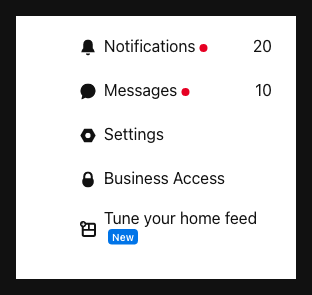 Notifications 20
Messages 10
Settings
Business Access
Tune your home feed
New